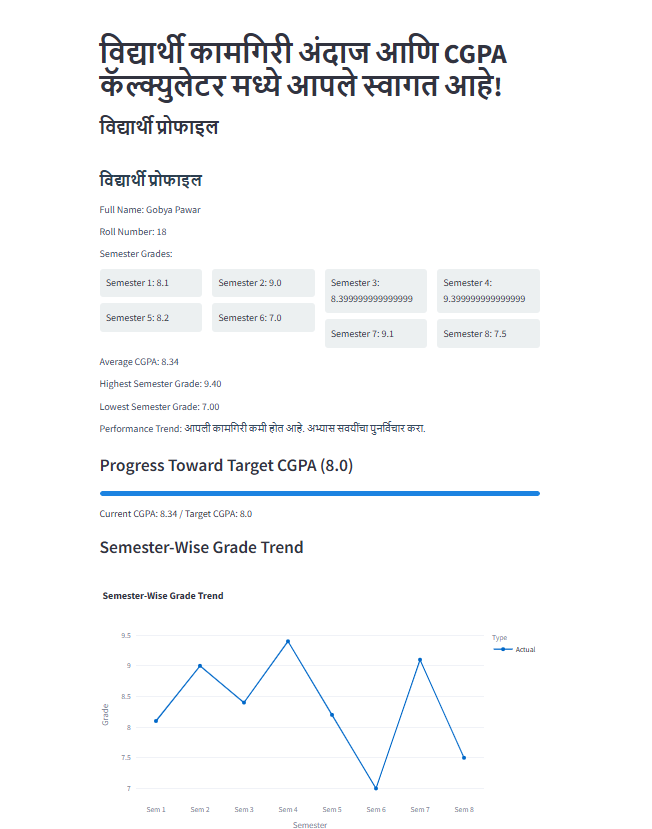 विद्यार्थी कामगिरी अंदाज आणि CGPA
कॅल्क्युलेटर मध्ये आपले स्वागत आहे!
विद्यार्थी प्रोफाइल
विद्यार्थी प्रोफाइल
Full Name: Gobya Pawar
Roll Number: 18
Semester Grades:
Semester 1: 8.1
Semester 2: 9.0
Semester 3:
8.399999999999999
Semester 4:
9.399999999999999
Semester 5: 8.2
Semester 6: 7.0
Semester 7: 9.1
Semester 8: 7.5
Average CGPA: 8.34
Highest Semester Grade: 9.40
Lowest Semester Grade: 7.00
Performance Trend: आपली कामगिरी कमी होत आहे. अभ्यास सवयींचा पुनर्विचार करा.
Progress Toward Target CGPA (8.0)
Current CGPA: 8.34 / Target CGPA: 8.0
Semester-Wise Grade Trend
Semester-Wise Grade Trend
9.5
9
8.5
8
7.5
7
Grade
Type
Actual
Sem 1 Sem 2 Sem 3 Sem 4 Sem 5 Sem 6 Sem 7 Sem 8
Semester